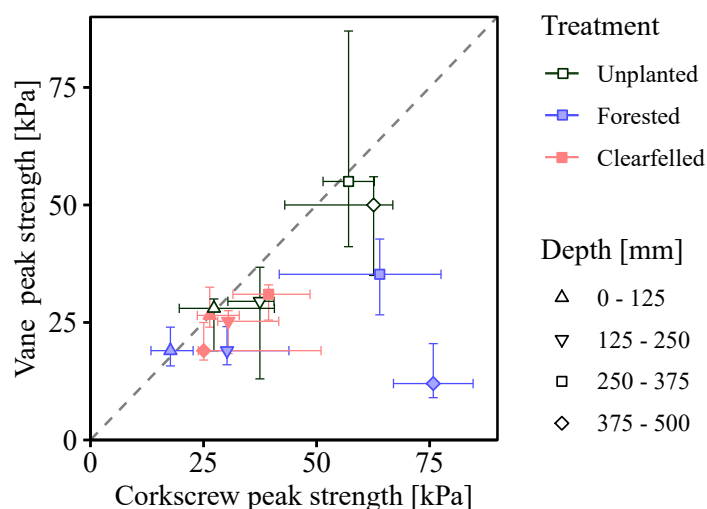 Treatment
Unplanted
Forested
Clearfelled
Depth [mm]
0 - 125
125 - 250
250 - 375
375 - 500
Vane peak strength [kPa]
75
50
25
0
0 25 50 75
Corkscrew peak strength [kPa]